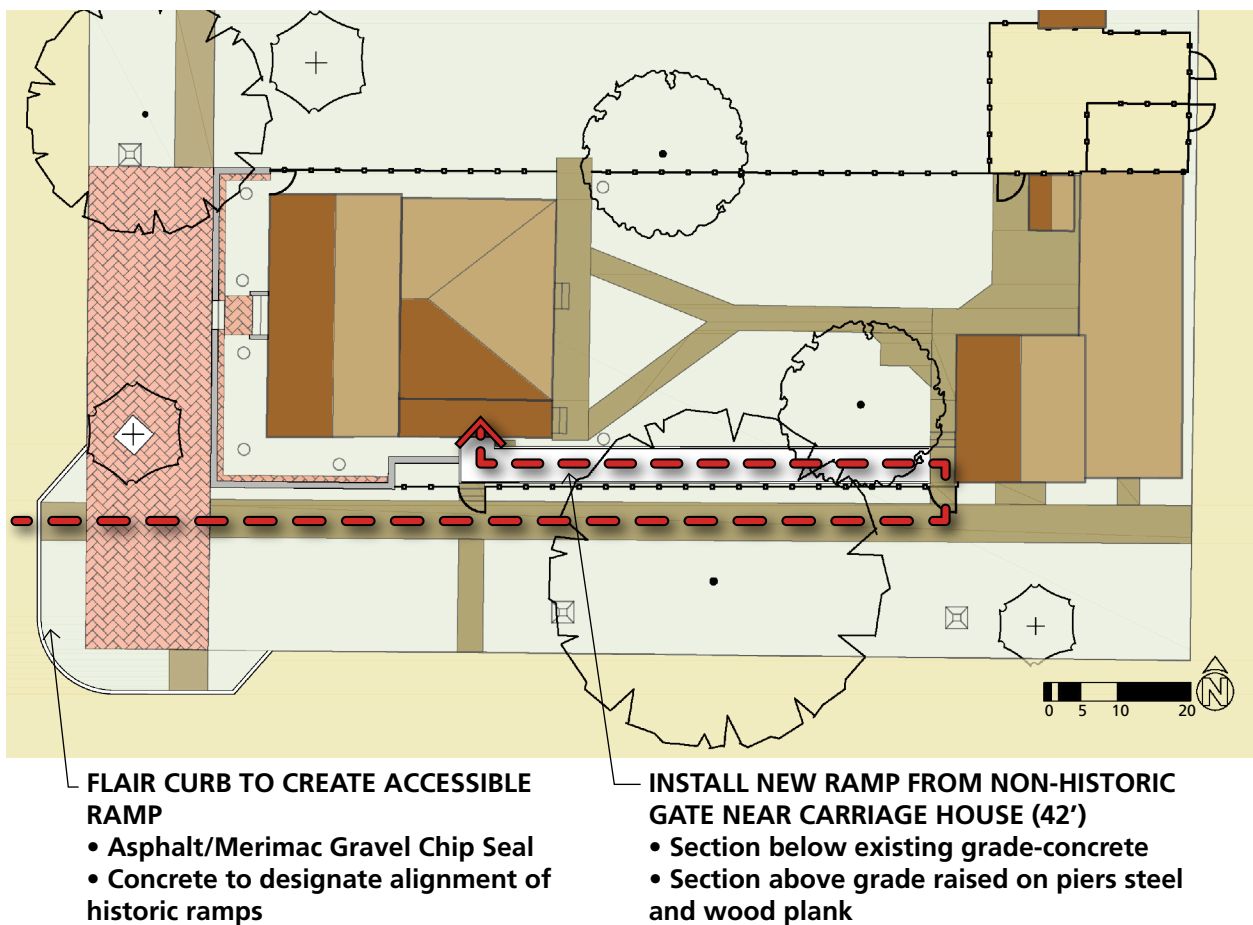 N
0 5 10 20
FLAIR CURB TO CREATE ACCESSIBLE
RAMP
• Asphalt/Merimac Gravel Chip Seal
• Concrete to designate alignment of
historic ramps
INSTALL NEW RAMP FROM NON-HISTORIC
GATE NEAR CARRIAGE HOUSE (42’)
• Section below existing grade-concrete
• Section above grade raised on piers steel
and wood plank